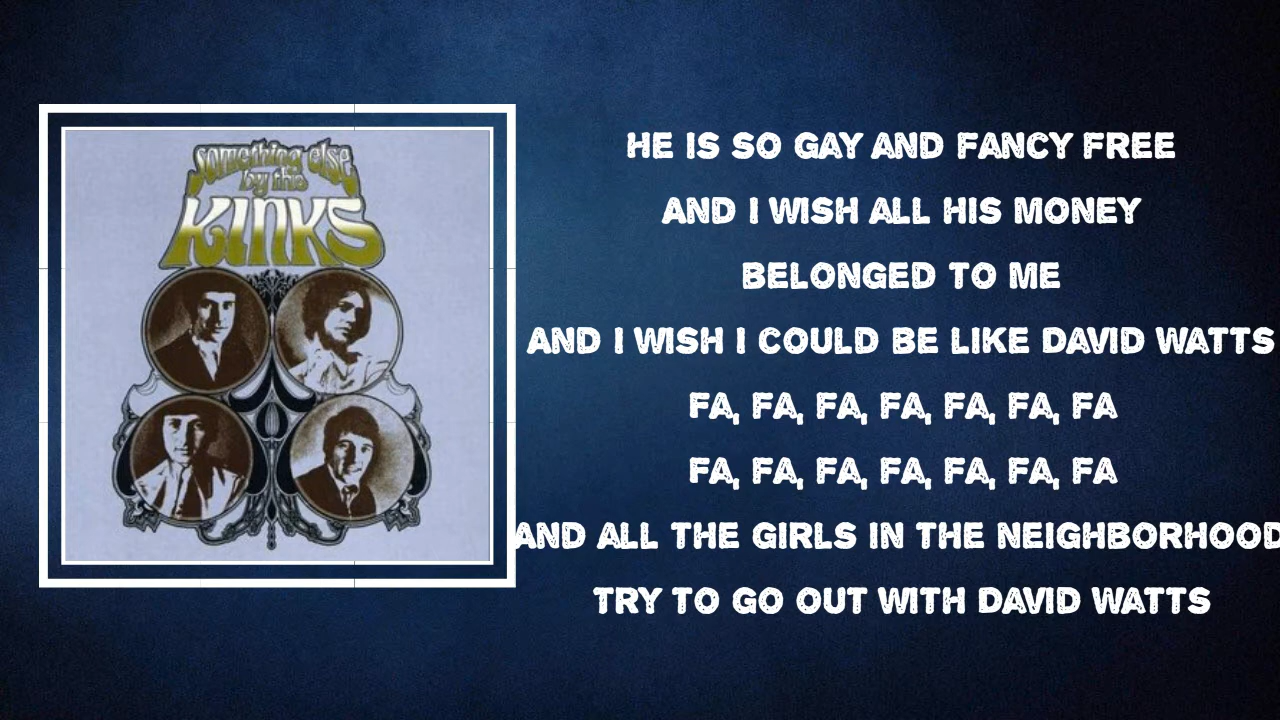 something else
by the
KINKS
HE IS SO GAY AND FANCY FREE
AND I WISH ALL HIS MONEY
BELONGED TO ME
AND I WISH I COULD BE LIKE DAVID WATTS
FA, FA, FA, FA, FA, FA, FA
FA, FA, FA, FA, FA, FA, FA
AND ALL THE GIRLS IN THE NEIGHBORHOOD
TRY TO GO OUT WITH DAVID WATTS